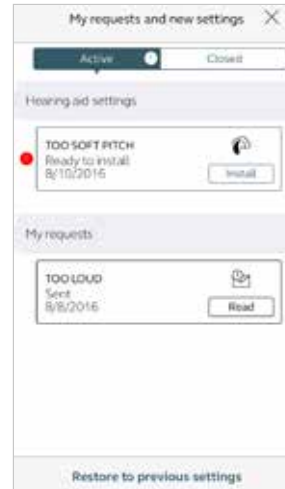 My requests and new settings
Active
Closed
Hearing aid settings
TOO SOFT PITCH
Ready to install
8/10/2016
Install
My requests
TOO LOUD
Sent
8/8/2016
Read
Restore to previous settings